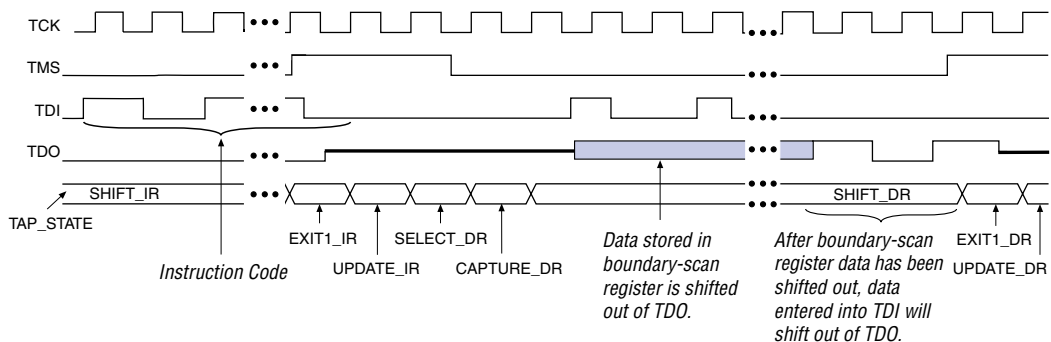 TCK
TMS
TDI
TDO
SHIFT_IR
SHIFT_DR
TAP_STATE
EXIT1_IR
SELECT_DR
Instruction Code
UPDATE_IR
CAPTURE_DR
Data stored in
boundary-scan
register is shifted
out of TDO.
After boundary-scan
register data has been
shifted out, data
entered into TDI will
shift out of TDO.
EXIT1_DR
UPDATE_DR